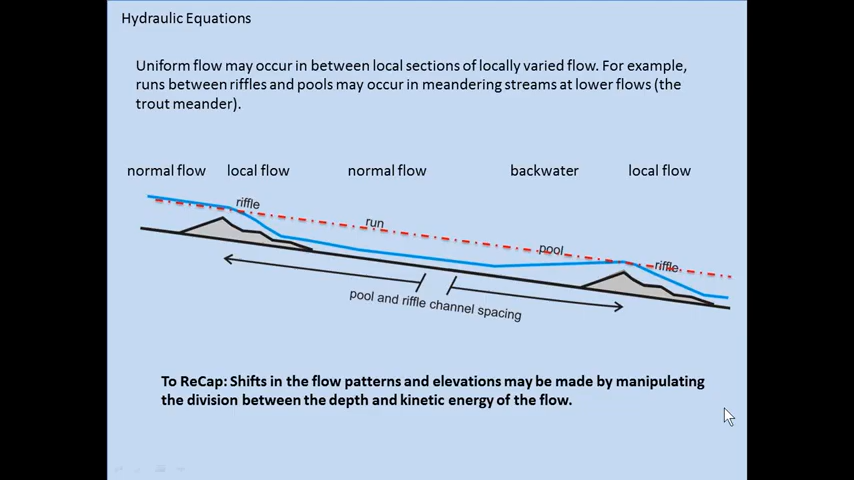 Hydraulic Equations
Uniform flow may occur in between local sections of locally varied flow. For example,
runs between riffles and pools may occur in meandering streams at lower flows (the
trout meander).
normal flow local flow normal flow backwater local flow
riffle
run
pool
riffle
pool and riffle channel spacing
To ReCap: Shifts in the flow patterns and elevations may be made by manipulating
the division between the depth and kinetic energy of the flow.